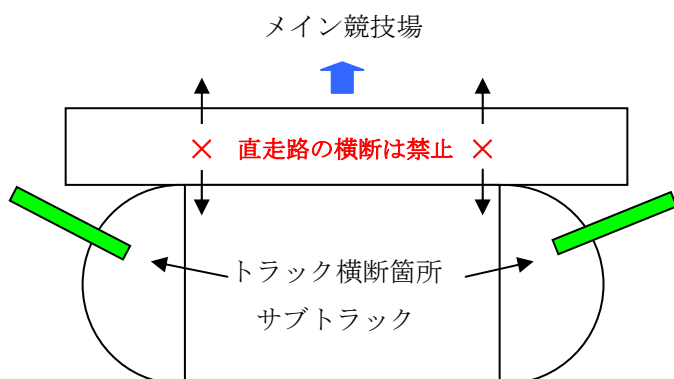 メイン競技場
× 直走路の横断は禁止 ×
トラック横断箇所
サブトラック